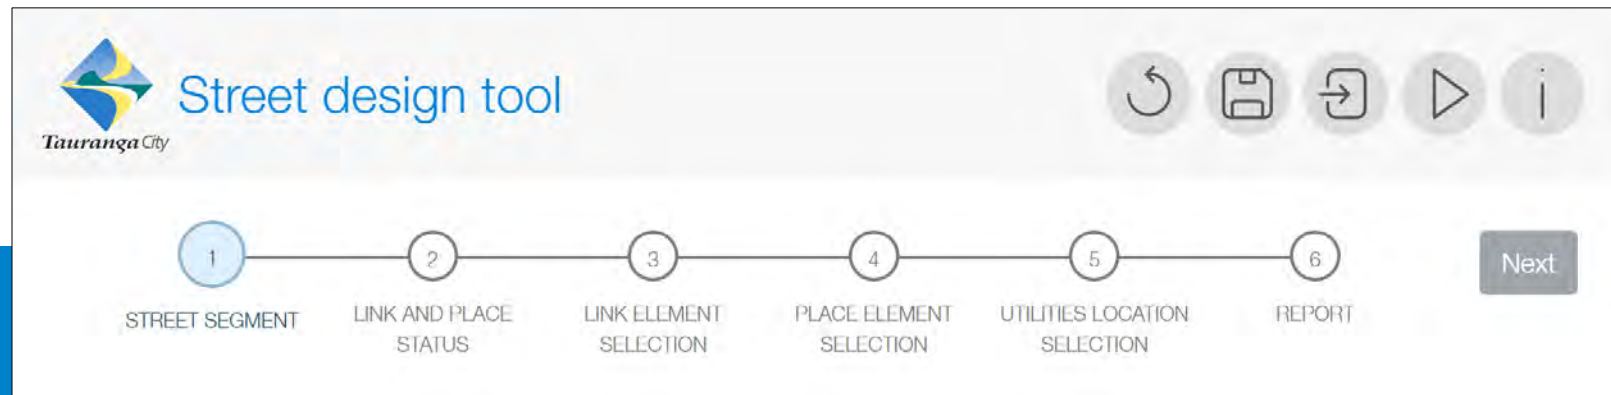 Street design tool
Tauranga City
1
2
3
4
5
6
Next
STREET SEGMENT
LINK AND PLACE
STATUS
LINK ELEMENT
SELECTION
PLACE ELEMENT
SELECTION
UTILITIES LOCATION
SELECTION
REPORT